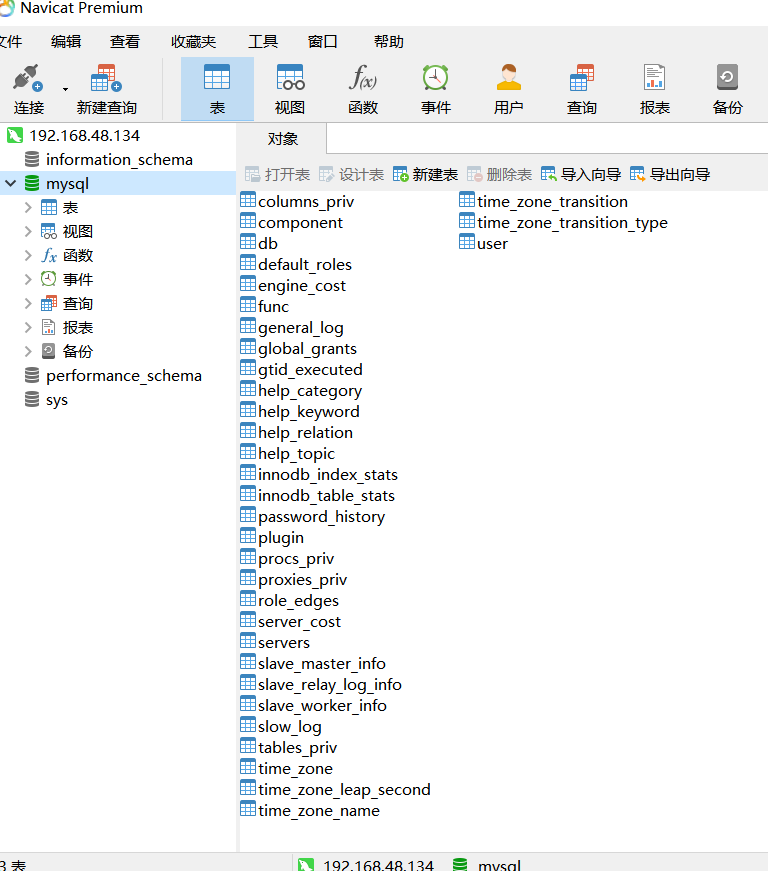 Navicat Premium
文件 编辑 查看 收藏夹 工具 窗口 帮助
连接 新建查询 表 视图 函数 事件 用户 查询 报表 备份
192.168.48.134
information_schema
mysql
表
视图
函数
事件
查询
报表
备份
performance_schema
sys
对象
打开表 设计表 新建表 删除表 导入向导 导出向导
columns_priv
component
db
default_roles
engine_cost
func
general_log
global_grants
gtid_executed
help_category
help_keyword
help_relation
help_topic
innodb_index_stats
innodb_table_stats
password_history
plugin
procs_priv
proxies_priv
role_edges
server_cost
servers
slave_master_info
slave_relay_log_info
slave_worker_info
slow_log
tables_priv
time_zone
time_zone_leap_second
time_zone_name
time_zone_transition
time_zone_transition_type
user
3 表 192.168.48.134 mysql